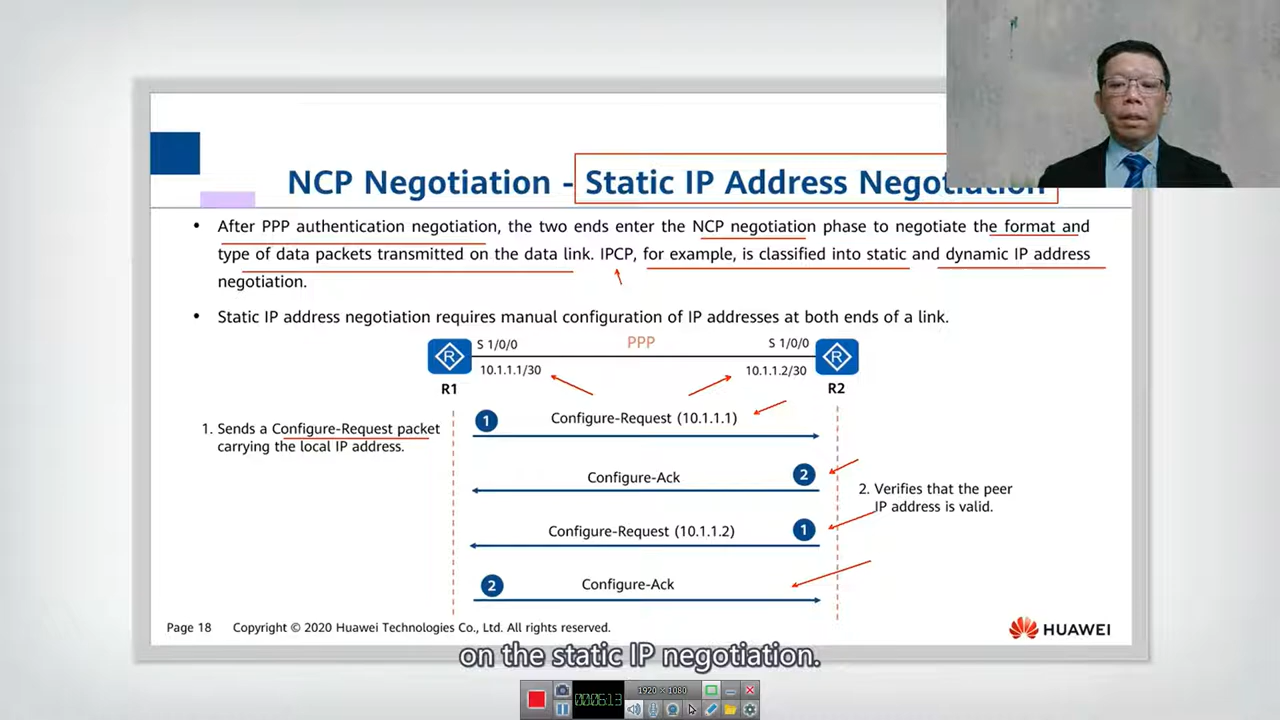 NCP Negotiation - Static IP Address Negotiation
• After PPP authentication negotiation, the two ends enter the NCP negotiation phase to negotiate the format and
type of data packets transmitted on the data link. IPCP, for example, is classified into static and dynamic IP address
negotiation.
• Static IP address negotiation requires manual configuration of IP addresses at both ends of a link.
S 1/0/0
PPP
S 1/0/0
R
R
10.1.1.1/30
10.1.1.2/30
R1
R2
1
Configure-Request (10.1.1.1)
1. Sends a Configure-Request packet
carrying the local IP address.
Configure-Ack
2
2. Verifies that the peer
IP address is valid.
Configure-Request (10.1.1.2)
1
2
Configure-Ack
Page 18 Copyright © 2020 Huawei Technologies Co., Ltd. All rights reserved.
HUAWEI
on the static IP negotiation.
1920 × 1080
000613